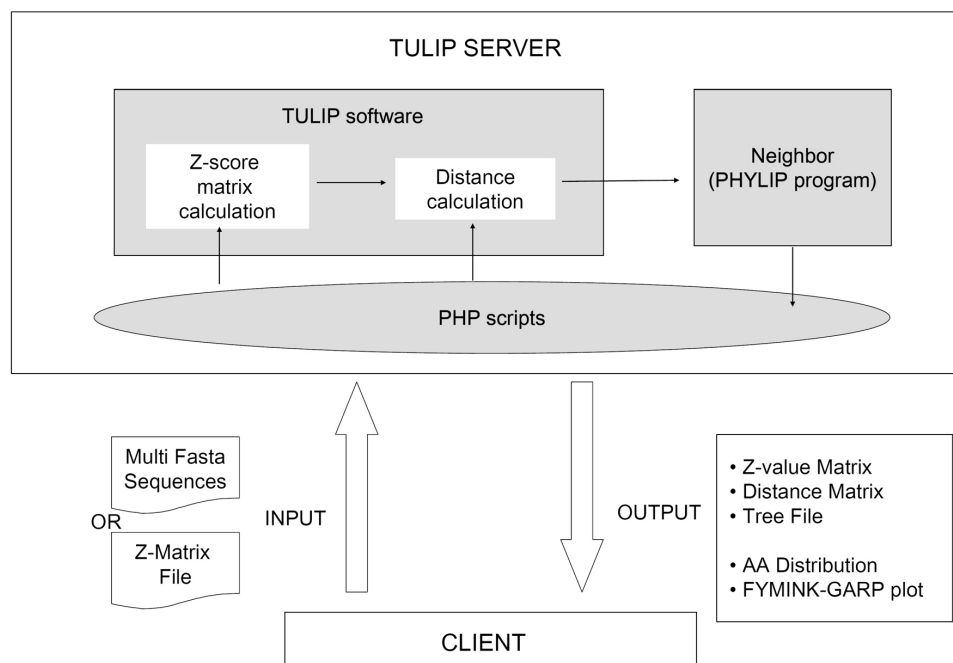 TULIP SERVER
TULIP software
Z-score
matrix
calculation
Distance
calculation
Neighbor
(PHYLIP program)
PHP scripts
Multi Fasta
Sequences
OR
Z-Matrix
File
INPUT
OUTPUT
• Z-value Matrix
• Distance Matrix
• Tree File
• AA Distribution
• FYMINK-GARP plot
CLIENT